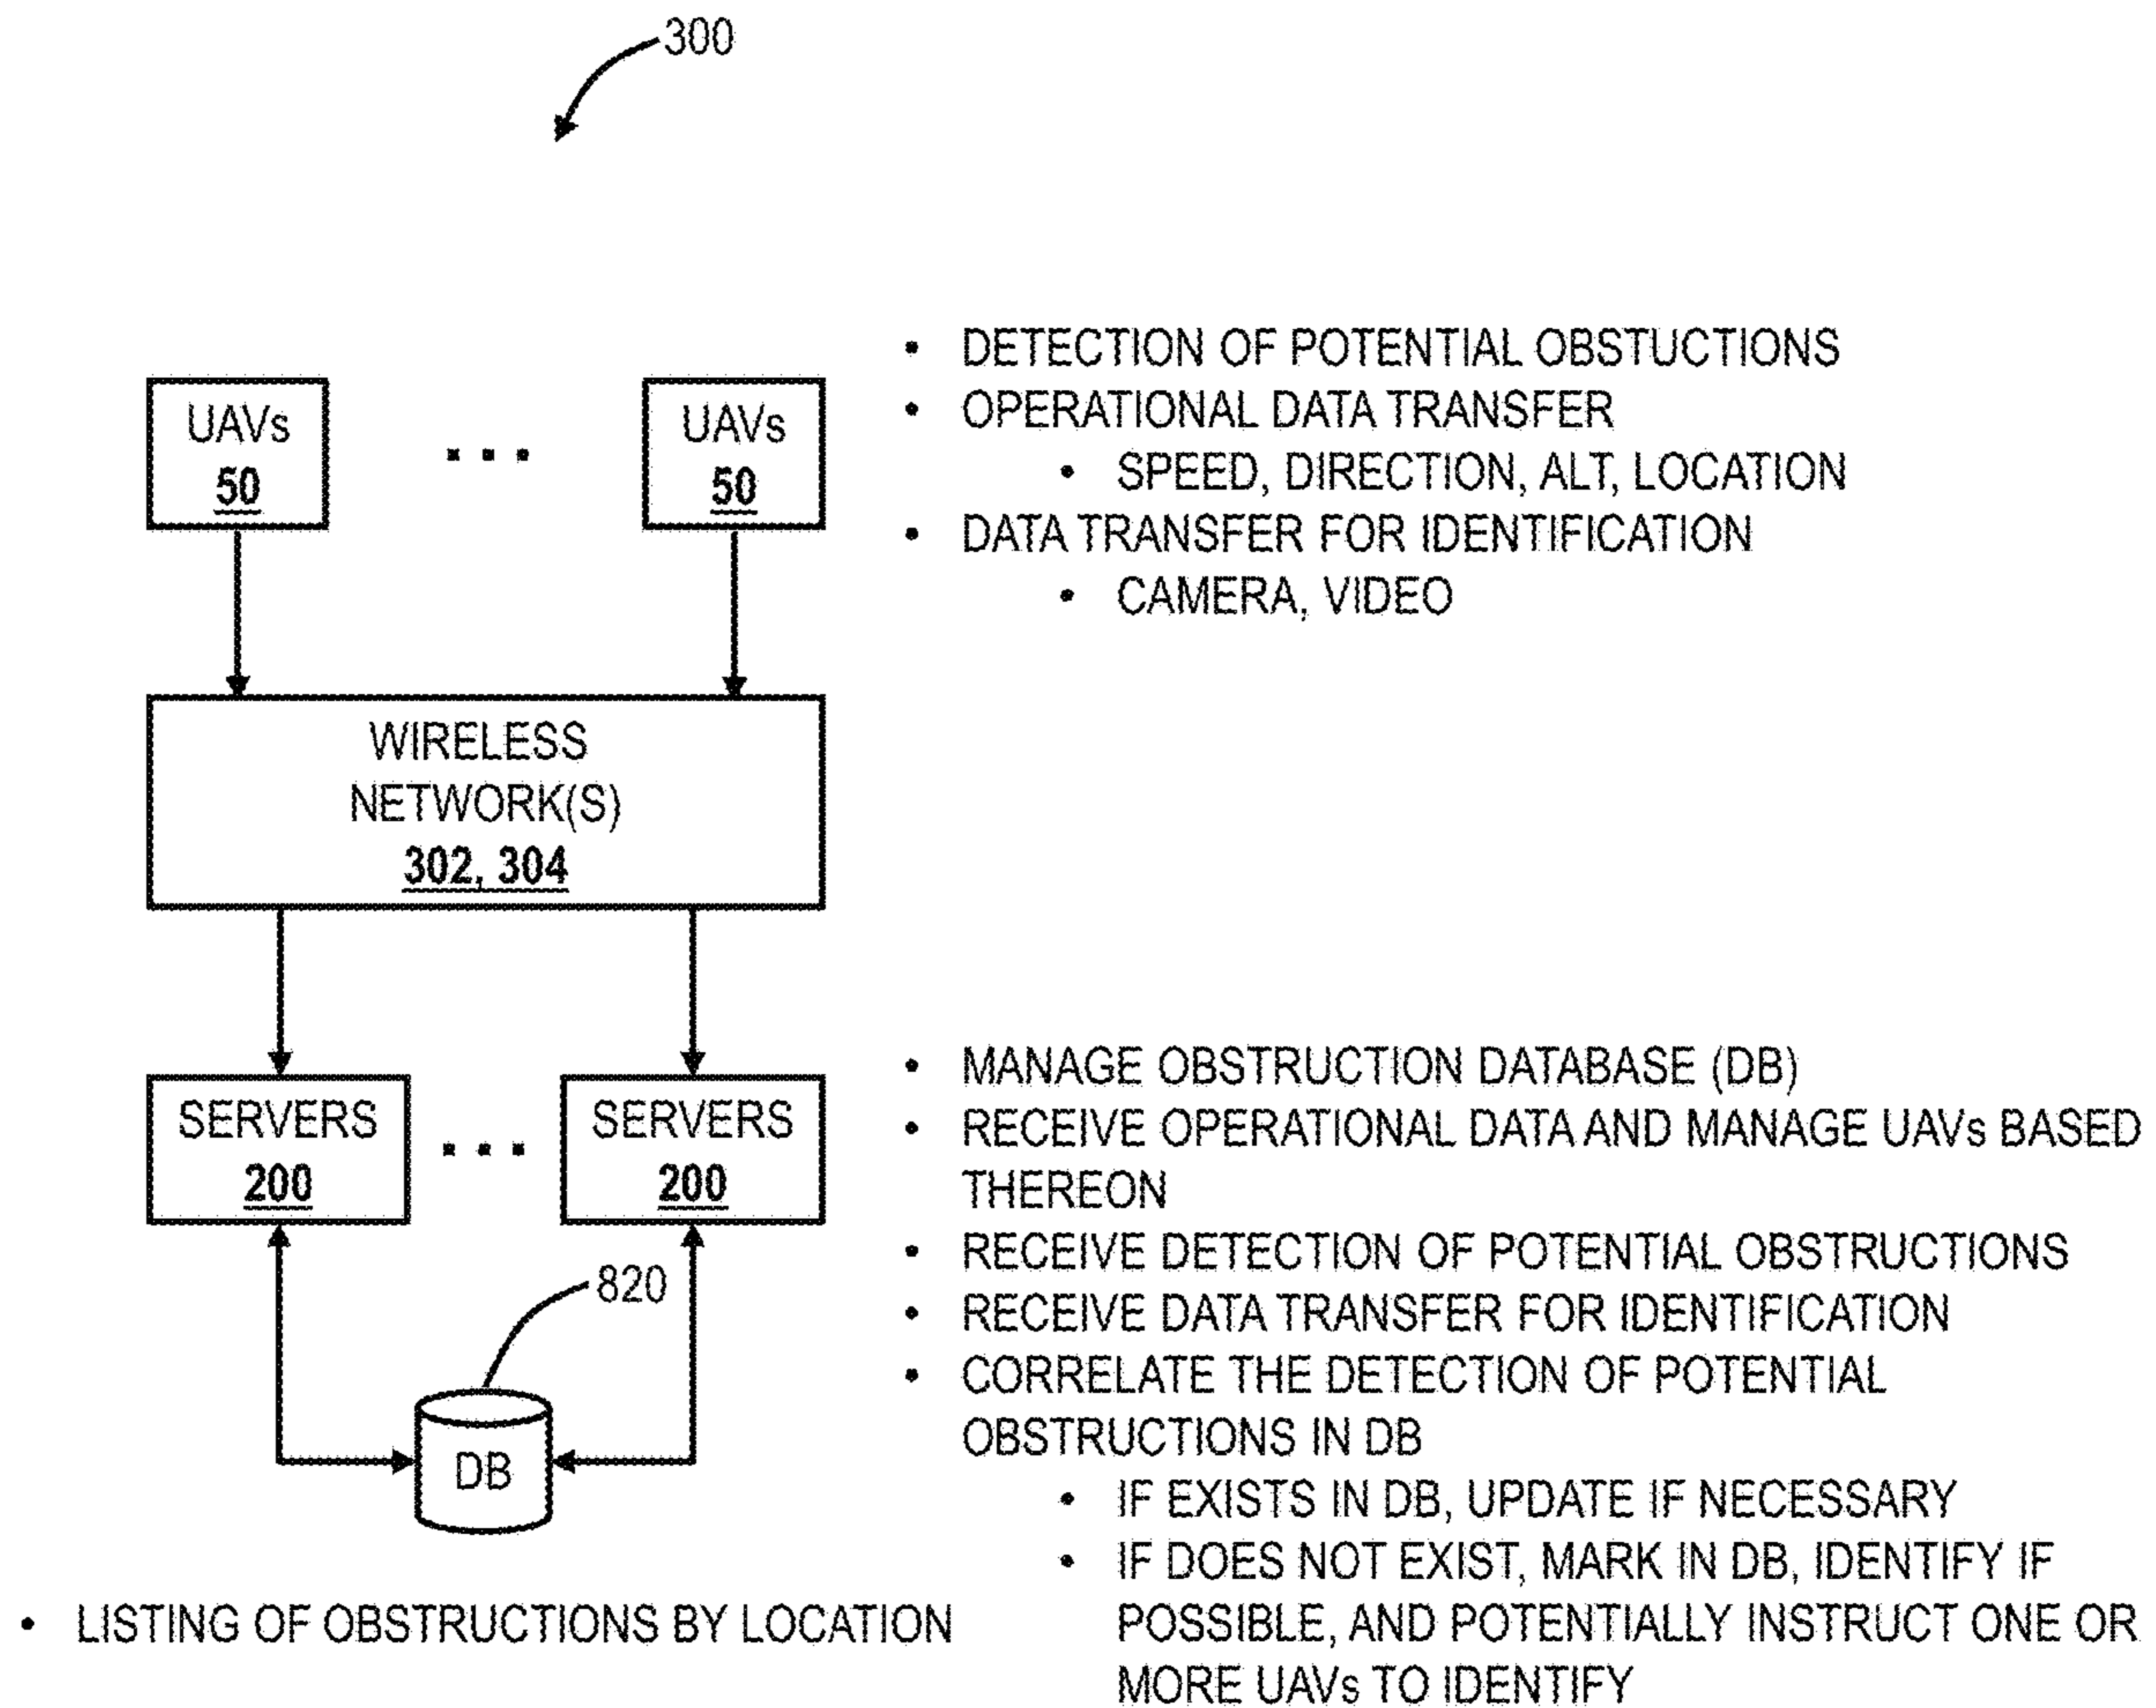 300
UAVs
50
...
UAVs
50
• DETECTION OF POTENTIAL OBSTUCTIONS
• OPERATIONAL DATA TRANSFER
• SPEED, DIRECTION, ALT, LOCATION
• DATA TRANSFER FOR IDENTIFICATION
• CAMERA, VIDEO
WIRELESS
NETWORK(S)
302, 304
SERVERS
200
...
SERVERS
200
820
DB
• LISTING OF OBSTRUCTIONS BY LOCATION
• MANAGE OBSTRUCTION DATABASE (DB)
• RECEIVE OPERATIONAL DATA AND MANAGE UAVs BASED
THEREON
• RECEIVE DETECTION OF POTENTIAL OBSTRUCTIONS
• RECEIVE DATA TRANSFER FOR IDENTIFICATION
• CORRELATE THE DETECTION OF POTENTIAL
OBSTRUCTIONS IN DB
• IF EXISTS IN DB, UPDATE IF NECESSARY
• IF DOES NOT EXIST, MARK IN DB, IDENTIFY IF
POSSIBLE, AND POTENTIALLY INSTRUCT ONE OR
MORE UAVs TO IDENTIFY